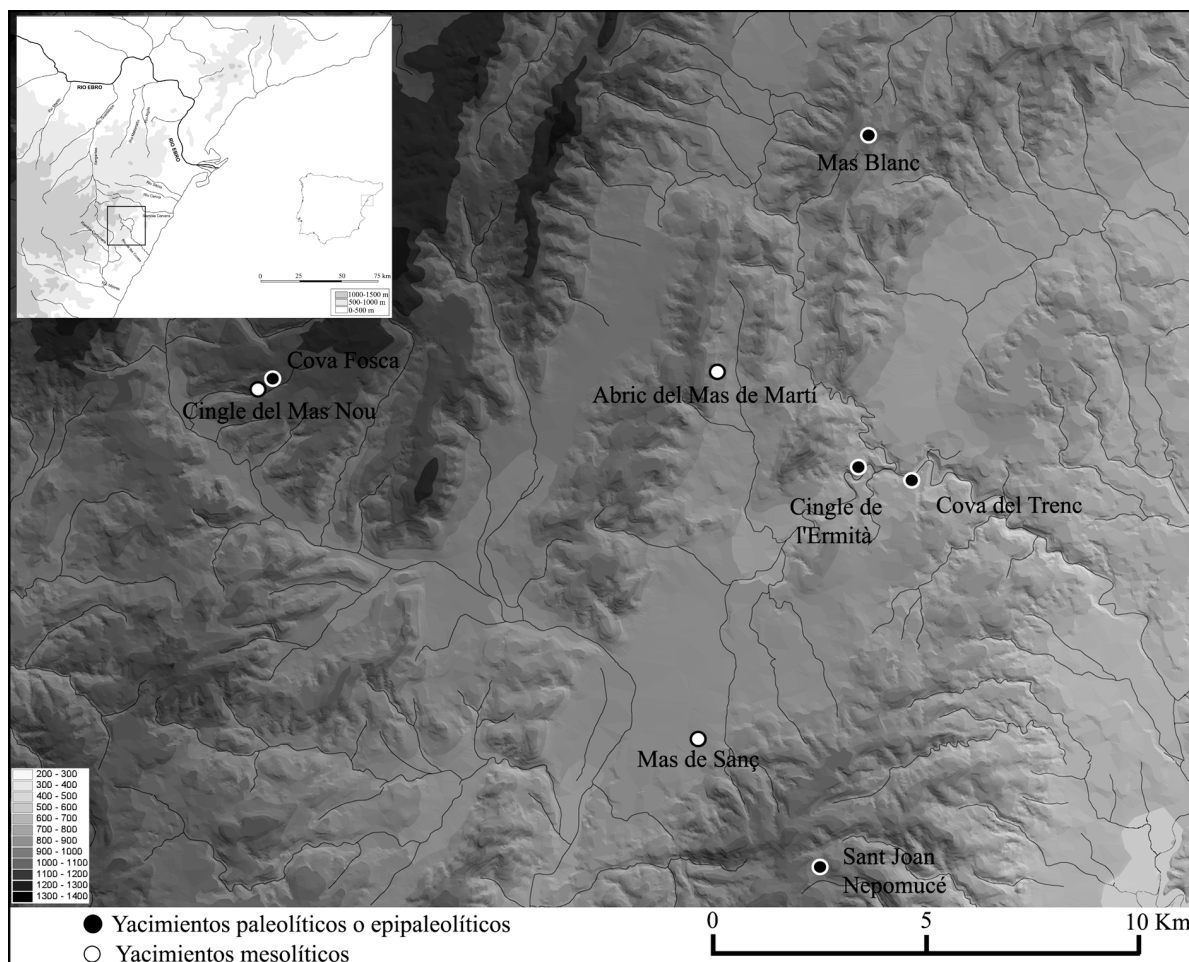 RIO EBRO
RIO EBRO
0 25 50 75 km
1000-1500 m
500-1000 m
0-500 m
Mas Blanc
Cova Fosca
Cingle del Mas Nou
Abric del Mas de Martí
Cingle de
l'Ermità
Cova del Trenc
Mas de Sanç
Sant Joan
Nepomucé
200 - 300
300 - 400
400 - 500
500 - 600
600 - 700
700 - 800
800 - 900
900 - 1000
1000 - 1100
1100 - 1200
1200 - 1300
1300 - 1400
Yacimientos paleolíticos o epipaleolíticos
Yacimientos mesolíticos
0 5 10 Km